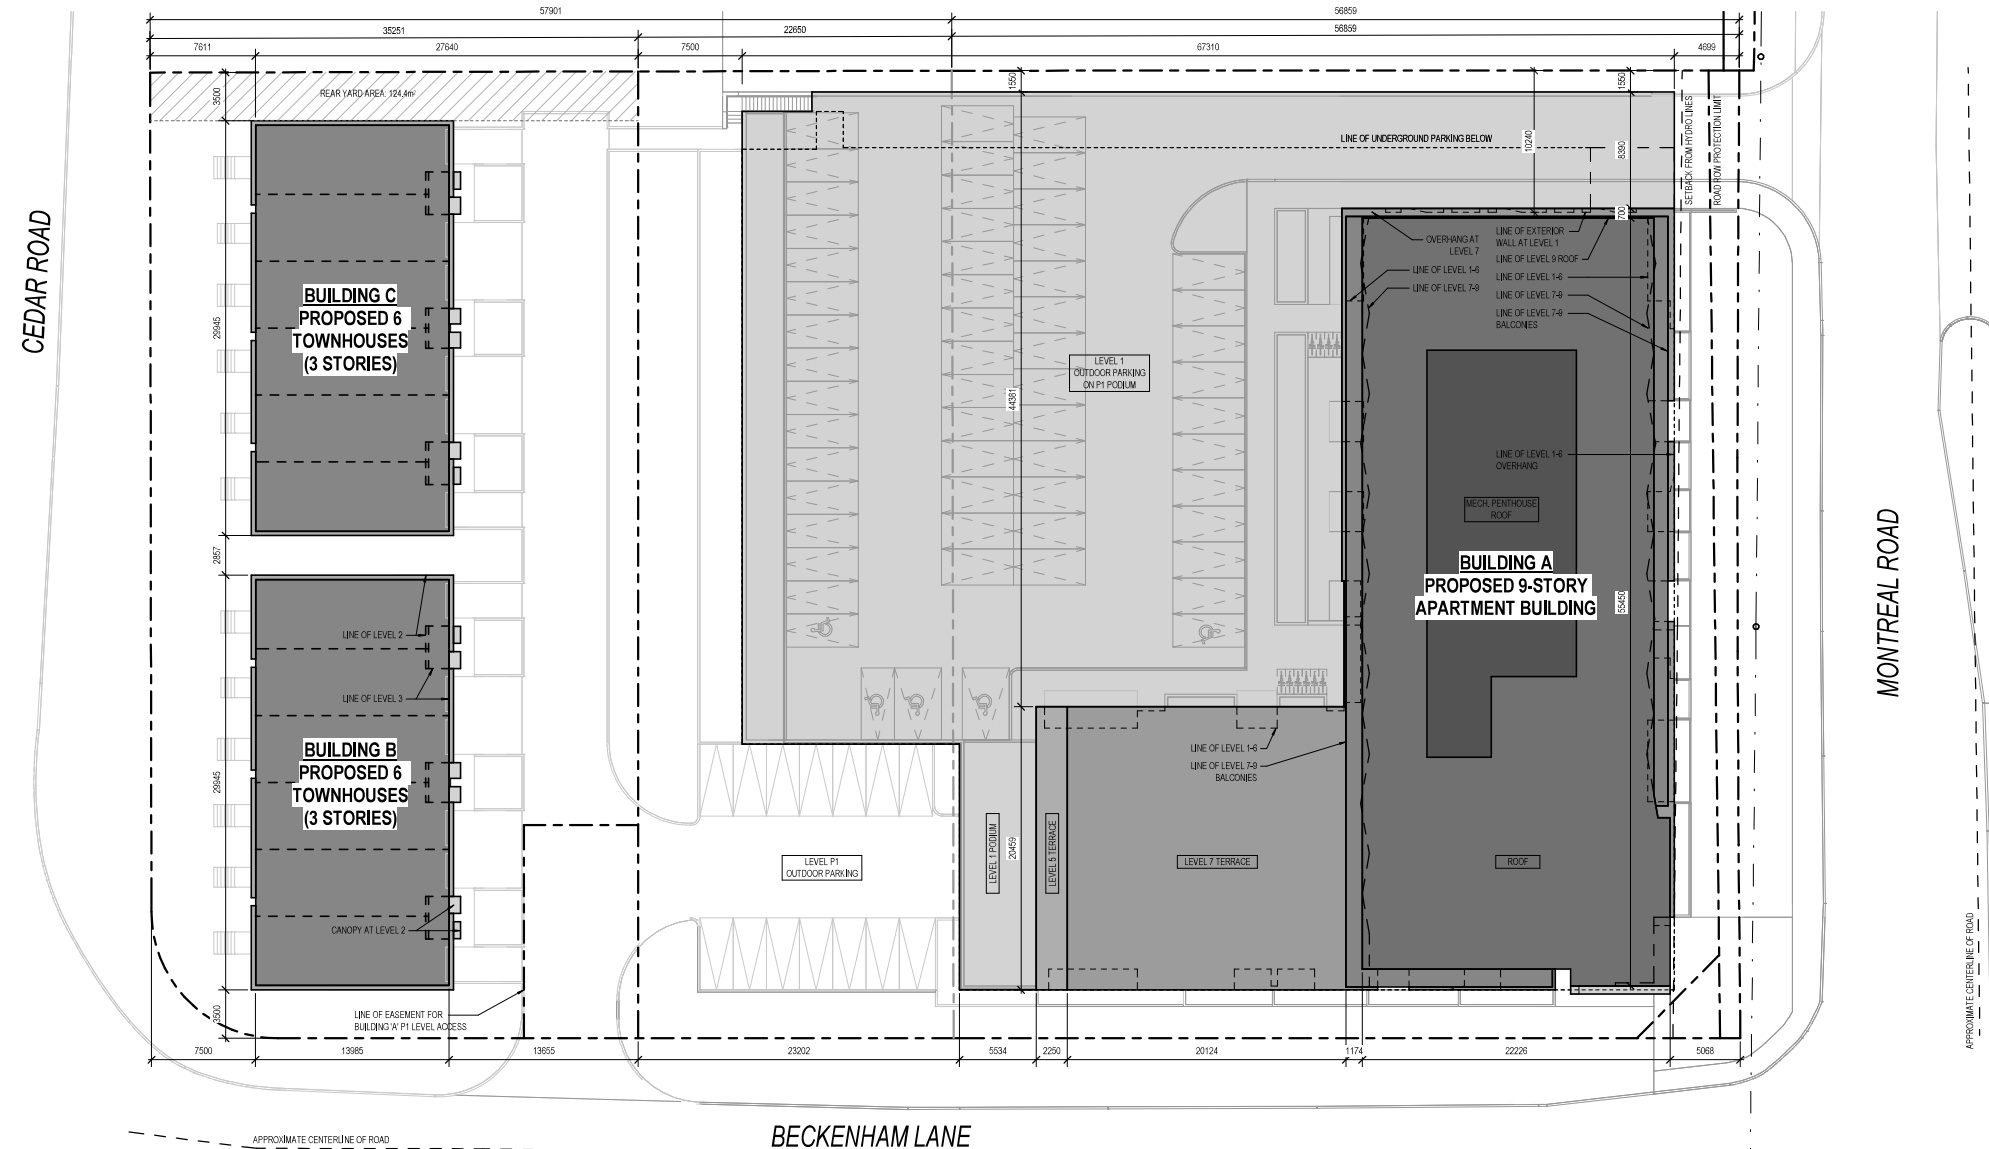 57901
56859
35251
22650
56859
7611
27640
7500
67310
4699
3500
REAR YARD AREA: 124.4m²
1550
1550
LINE OF UNDERGROUND PARKING BELOW
10240
8390
SETBACK FROM HYDRO LINES
ROAD ROW PROTECTION LIMIT
700
OVERHANG AT
LEVEL 7
LINE OF EXTERIOR
WALL AT LEVEL 1
LINE OF LEVEL 9 ROOF
LINE OF LEVEL 1-6
LINE OF LEVEL 7-9
LINE OF LEVEL 1-6
LINE OF LEVEL 7-9
LINE OF LEVEL 7-9
BALCONIES
CEDAR ROAD
BUILDING C
PROPOSED 6
TOWNHOUSES
(3 STORIES)
29945
LEVEL 1
OUTDOOR PARKING
ON P1 PODIUM
44381
LINE OF LEVEL 1-6
OVERHANG
MECH. PENTHOUSE
ROOF
BUILDING A
PROPOSED 9-STORY
APARTMENT BUILDING
55450
MONTREAL ROAD
2857
LINE OF LEVEL 2
LINE OF LEVEL 3
BUILDING B
PROPOSED 6
TOWNHOUSES
(3 STORIES)
29945
LINE OF LEVEL 1-6
LINE OF LEVEL 7-9
BALCONIES
LEVEL P1
OUTDOOR PARKING
LEVEL 1 PODIUM
20459
LEVEL 5 TERRACE
LEVEL 7 TERRACE
ROOF
CANOPY AT LEVEL 2
APPROXIMATE CENTERLINE OF ROAD
3500
LINE OF EASEMENT FOR
BUILDING 'A' P1 LEVEL ACCESS
7500
13985
13655
23202
5534
2250
20124
1174
22226
5068
APPROXIMATE CENTERLINE OF ROAD
BECKENHAM LANE